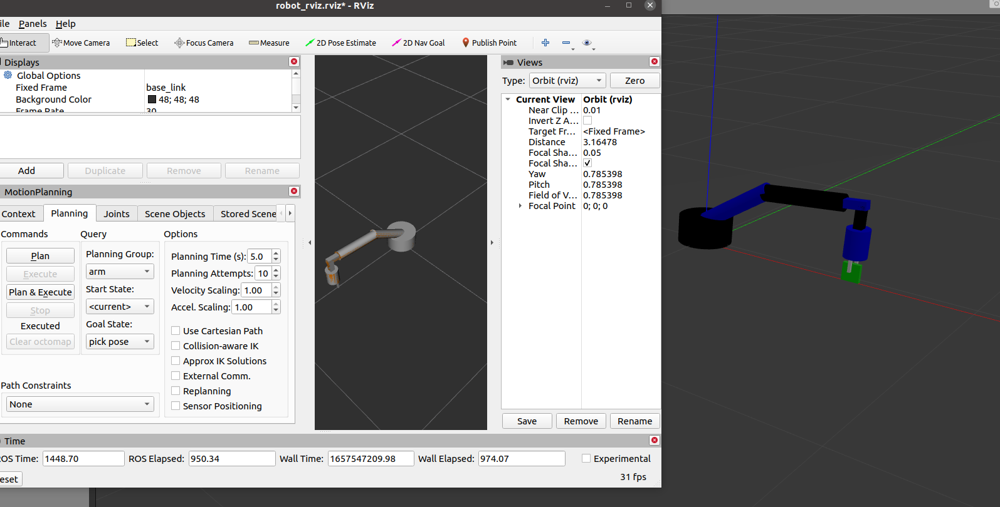 robot_rviz.rviz* - RViz
ile Panels Help
Interact Move Camera Select Focus Camera Measure 2D Pose Estimate 2D Nav Goal Publish Point
Displays
Global Options
Fixed Frame base_link
Background Color 48; 48; 48
Frame Rate 30
Add Duplicate Remove Rename
MotionPlanning
Context Planning Joints Scene Objects Stored Scene
Commands Query Options
Plan
Execute
Plan & Execute
Stop
Executed
Clear octomap
Planning Group:
arm
Start State:
<current>
Goal State:
pick pose
Planning Time (s): 5.0
Planning Attempts: 10
Velocity Scaling: 1.00
Accel. Scaling: 1.00
Use Cartesian Path
Collision-aware IK
Approx IK Solutions
External Comm.
Replanning
Sensor Positioning
Path Constraints
None
Views
Type: Orbit (rviz) Zero
Current View Orbit (rviz)
Near Clip ... 0.01
Invert Z A...
Target Fr... <Fixed Frame>
Distance 3.16478
Focal Sha... 0.05
Focal Sha...
Yaw 0.785398
Pitch 0.785398
Field of V... 0.785398
Focal Point 0; 0; 0
Save Remove Rename
Time
ROS Time: 1448.70 ROS Elapsed: 950.34 Wall Time: 1657547209.98 Wall Elapsed: 974.07 Experimental
eset 31 fps